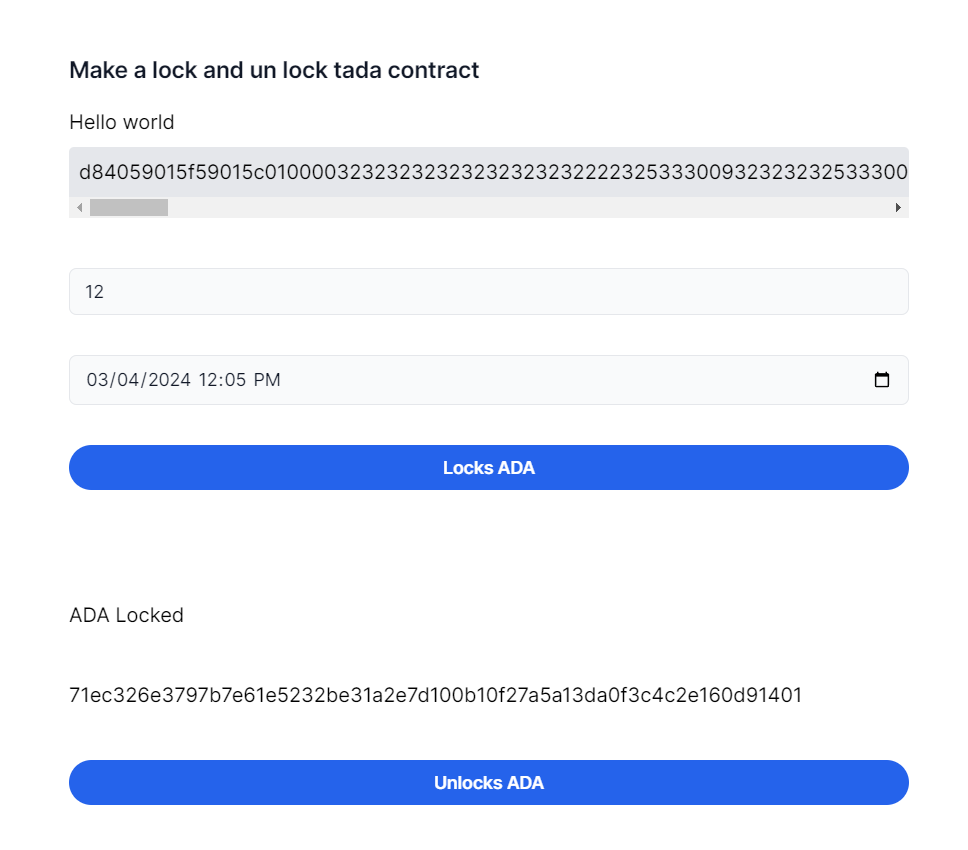 Make a lock and un lock tada contract
Hello world
d84059015f59015c0100003232323232323232323222232533300932323232533300
12
03/04/2024 12:05 PM
Locks ADA
ADA Locked
71ec326e3797b7e61e5232be31a2e7d100b10f27a5a13da0f3c4c2e160d91401
Unlocks ADA